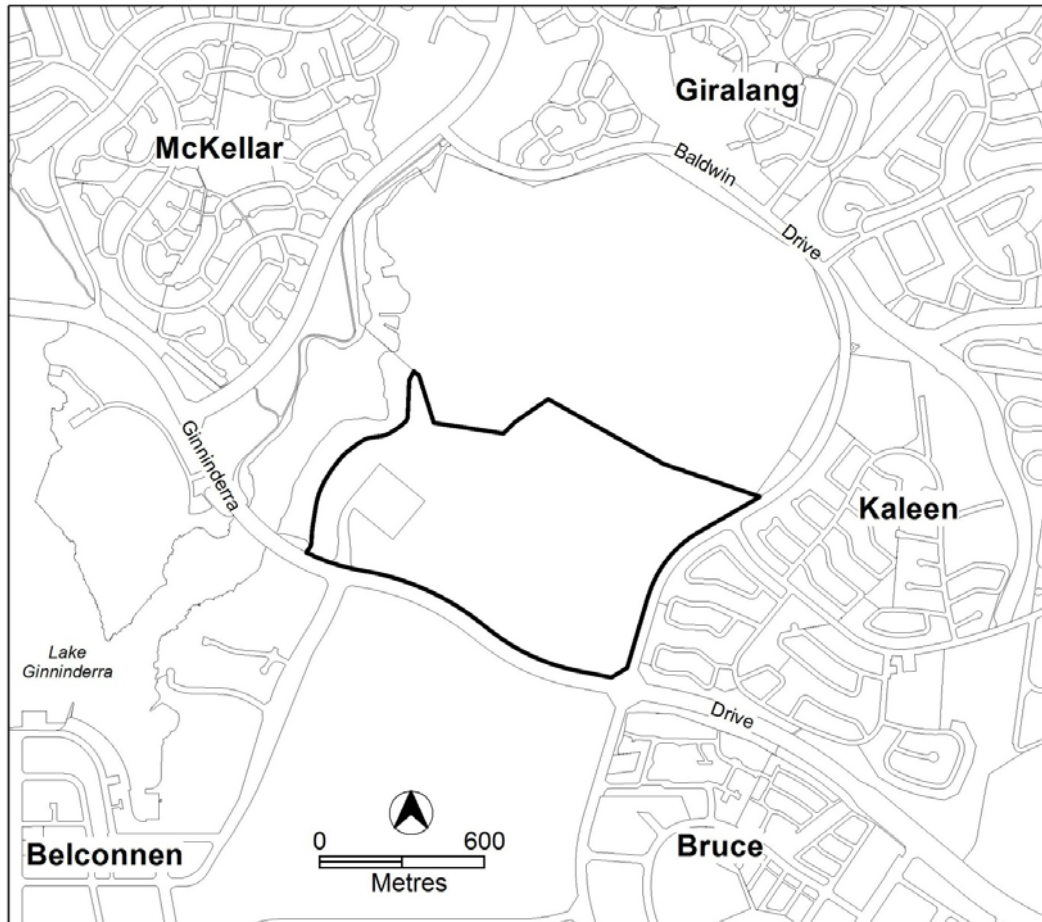 Giralang
McKellar
Baldwin
Drive
Ginninderra
Kaleen
Lake
Ginninderra
Drive
Belconnen
0 600
Metres
Bruce